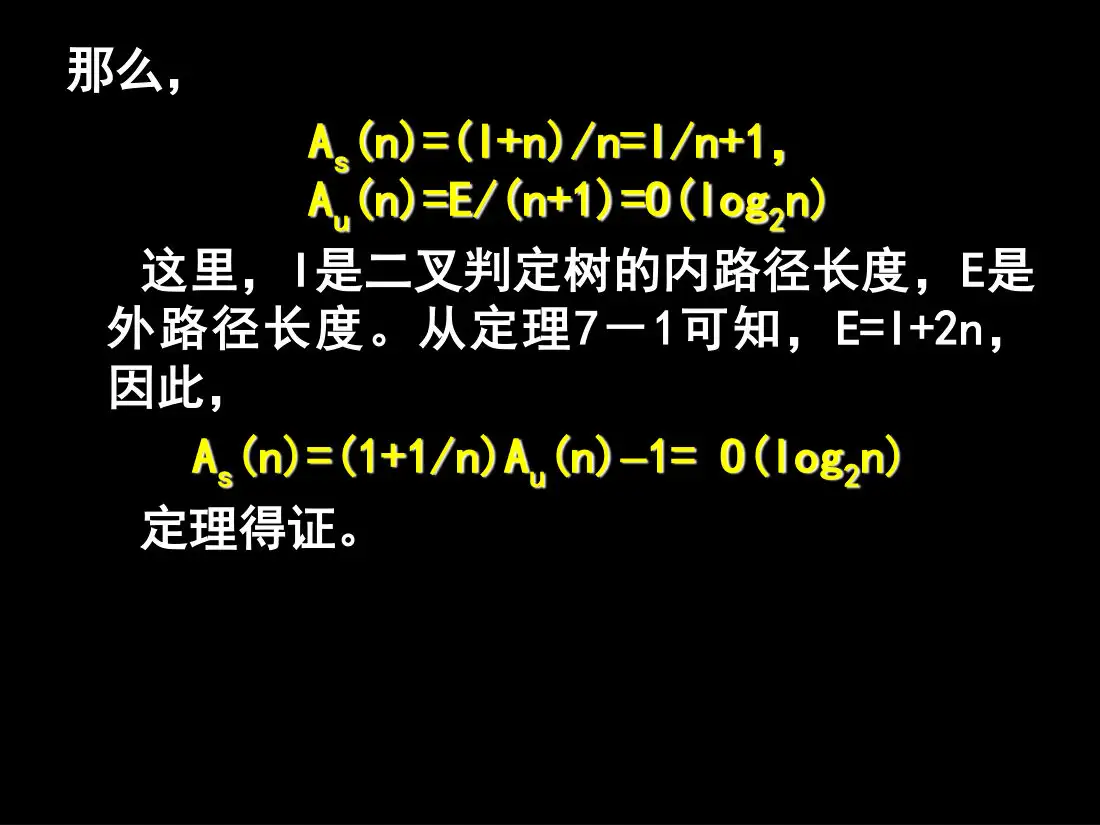 那么，
As(n)=(I+n)/n=I/n+1，
Au(n)=E/(n+1)=O(log2n)
这里，I是二叉判定树的内路径长度，E是
外路径长度。从定理7－1可知，E=I+2n，
因此，
As(n)=(1+1/n)Au(n)–1= O(log2n)
定理得证。